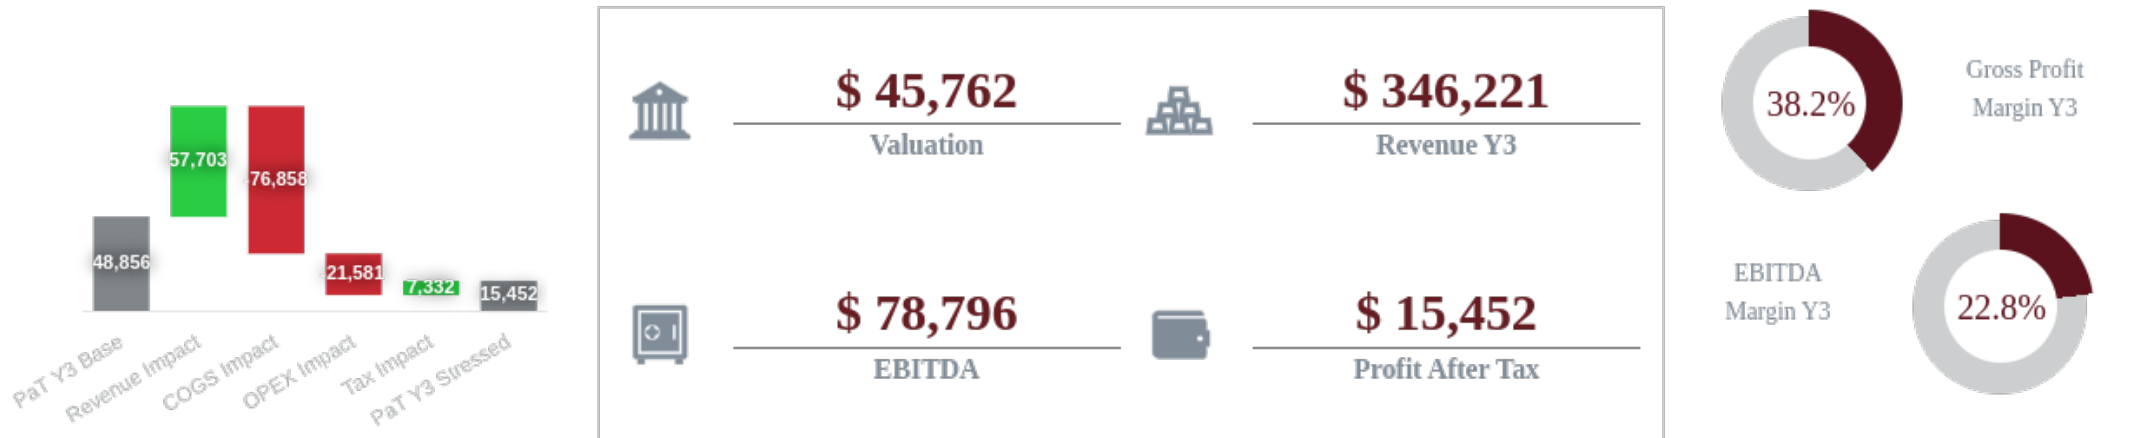 57,703
-76,858
48,856
-21,581
7,332
15,452
PaT Y3 Base
Revenue Impact
COGS Impact
OPEX Impact
Tax Impact
PaT Y3 Stressed
$ 45,762
Valuation
$ 346,221
Revenue Y3
$ 78,796
EBITDA
$ 15,452
Profit After Tax
38.2%
Gross Profit
Margin Y3
EBITDA
Margin Y3
22.8%